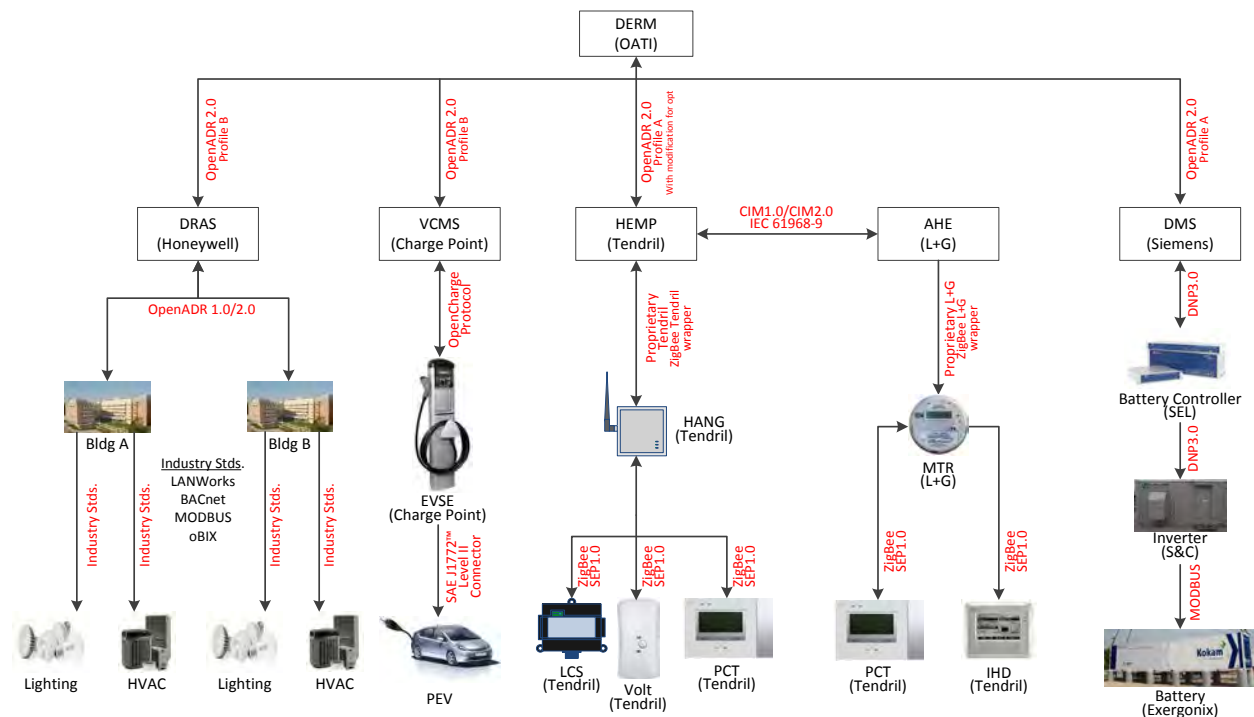 DERM
(OATI)
OpenADR 2.0
Profile B
OpenADR 2.0
Profile B
OpenADR 2.0
Profile A
With modification for opt
OpenADR 2.0
Profile A
DRAS
(Honeywell)
VCMS
(Charge Point)
HEMP
(Tendril)
CIM1.0/CIM2.0
IEC 61968-9
AHE
(L+G)
DMS
(Siemens)
OpenADR 1.0/2.0
OpenCharge
Protocol
Proprietary
Tendril
ZigBee Tendril
wrapper
Proprietary L+G
ZigBee L+G
wrapper
DNP3.0
Bldg A
Bldg B
HANG
(Tendril)
MTR
(L+G)
Battery Controller
(SEL)
DNP3.0
Industry Stds.
LANWorks
BACnet
MODBUS
oBIX
Industry Stds.
Industry Stds.
Industry Stds.
Industry Stds.
EVSE
(Charge Point)
SAE J1772™
Level II
Connector
ZigBee
SEP1.0
ZigBee
SEP1.0
ZigBee
SEP1.0
ZigBee
SEP1.0
ZigBee
SEP1.0
Inverter
(S&C)
MODBUS
Kokam
Lighting
HVAC
Lighting
HVAC
PEV
LCS
(Tendril)
Volt
(Tendril)
PCT
(Tendril)
PCT
(Tendril)
IHD
(Tendril)
Battery
(Exergonix)